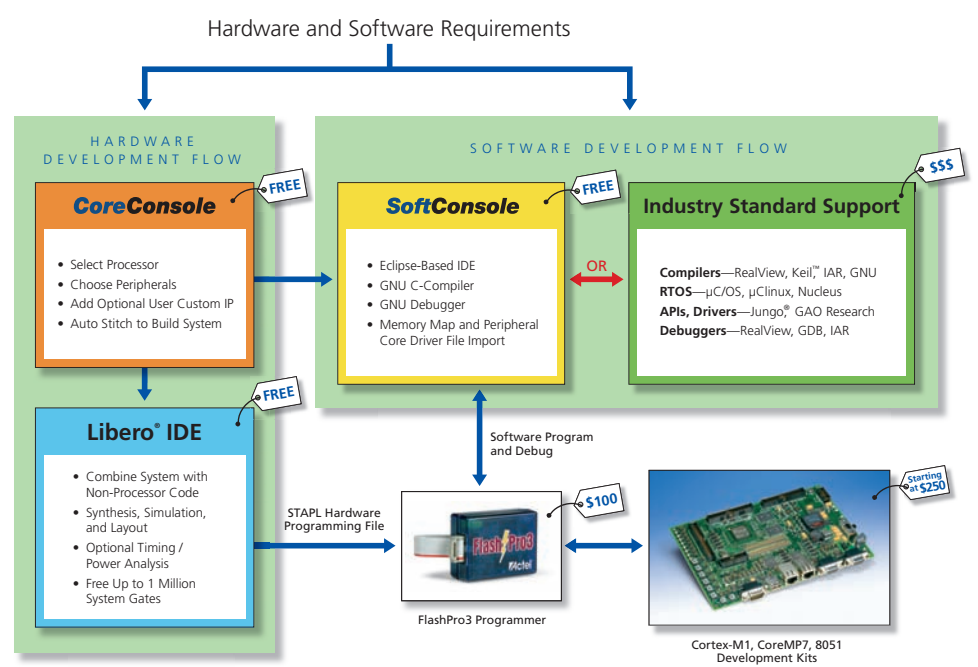 Hardware and Software Requirements
HARDWARE
DEVELOPMENT FLOW
CoreConsole
FREE
• Select Processor
• Choose Peripherals
• Add Optional User Custom IP
• Auto Stitch to Build System
Libero® IDE
FREE
• Combine System with
Non-Processor Code
• Synthesis, Simulation,
and Layout
• Optional Timing /
Power Analysis
• Free Up to 1 Million
System Gates
SOFTWARE DEVELOPMENT FLOW
SoftConsole
FREE
• Eclipse-Based IDE
• GNU C-Compiler
• GNU Debugger
• Memory Map and Peripheral
Core Driver File Import
OR
Industry Standard Support
$$$
Compilers—RealView, Keil,™ IAR, GNU
RTOS—µC/OS, µClinux, Nucleus
APIs, Drivers—Jungo,® GAO Research
Debuggers—RealView, GDB, IAR
Software Program
and Debug
STAPL Hardware
Programming File
$100
FlashPro3
Actel
FlashPro3 Programmer
Starting
at $250
Cortex-M1, CoreMP7, 8051
Development Kits